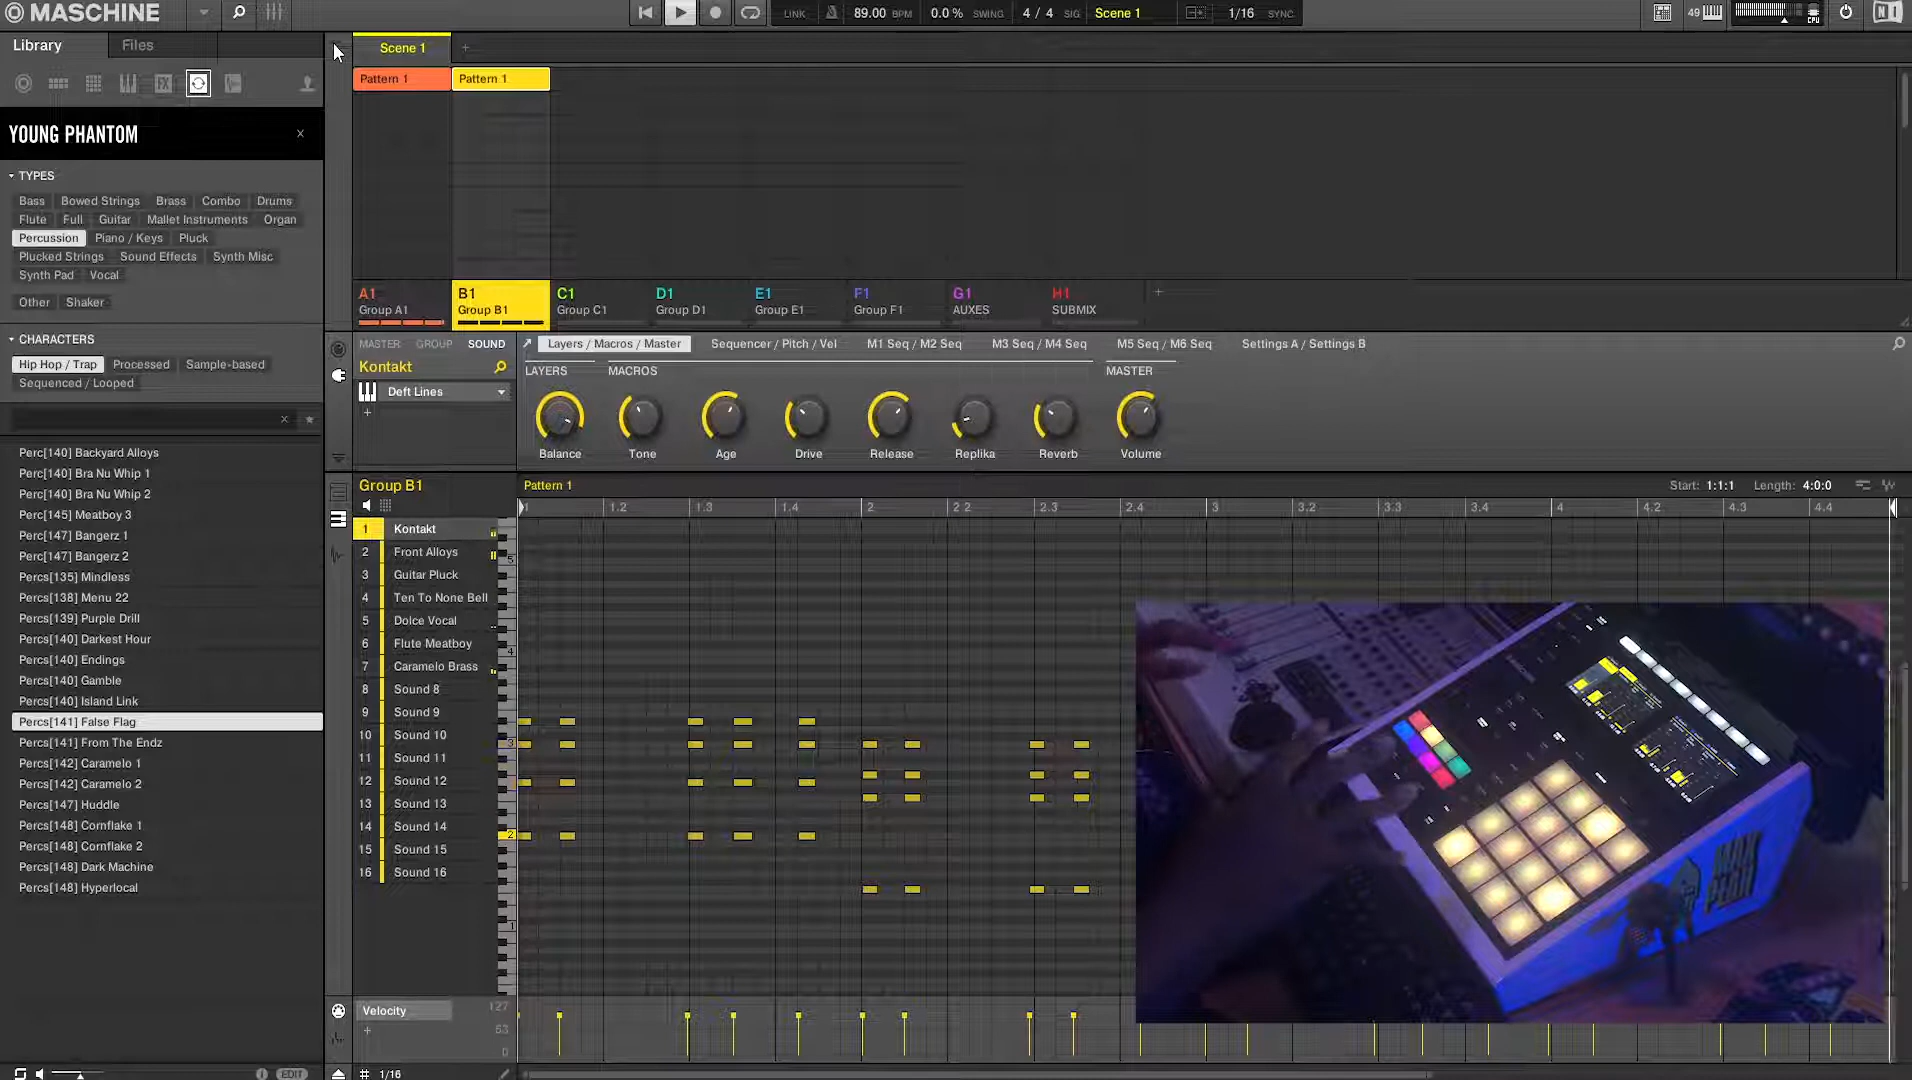 MASCHINE
LINK 89.00 BPM 0.0 % SWING 4 / 4 SIG Scene 1 1/16 SYNC
49 CPU
Library Files
Scene 1 +
FX
Pattern 1 Pattern 1
YOUNG PHANTOM ×
TYPES
Bass Bowed Strings Brass Combo Drums
Flute Full Guitar Mallet Instruments Organ
Percussion Piano / Keys Pluck
Plucked Strings Sound Effects Synth Misc
Synth Pad Vocal
Other Shaker
A1 B1 C1 D1 E1 F1 G1 H1 +
Group A1 Group B1 Group C1 Group D1 Group E1 Group F1 AUXES SUBMIX
CHARACTERS
Hip Hop / Trap Processed Sample-based
Sequenced / Looped
MASTER GROUP SOUND Layers / Macros / Master Sequencer / Pitch / Vel M1 Seq / M2 Seq M3 Seq / M4 Seq M5 Seq / M6 Seq Settings A / Settings B
Kontakt LAYERS MACROS MASTER
Deft Lines
+
Balance Tone Age Drive Release Replika Reverb Volume
Perc[140] Backyard Alloys
Perc[140] Bra Nu Whip 1
Perc[140] Bra Nu Whip 2
Perc[145] Meatboy 3
Perc[147] Bangerz 1
Perc[147] Bangerz 2
Percs[135] Mindless
Percs[138] Menu 22
Percs[139] Purple Drill
Percs[140] Darkest Hour
Percs[140] Endings
Percs[140] Gamble
Percs[140] Island Link
Percs[141] False Flag
Percs[141] From The Endz
Percs[142] Caramelo 1
Percs[142] Caramelo 2
Percs[147] Huddle
Percs[148] Cornflake 1
Percs[148] Cornflake 2
Percs[148] Dark Machine
Percs[148] Hyperlocal
Group B1 Pattern 1 Start: 1:1:1 Length: 4:0:0
1 1.2 1.3 1.4 2 2.2 2.3 2.4 3 3.2 3.3 3.4 4 4.2 4.3 4.4
1 Kontakt
2 Front Alloys
3 Guitar Pluck
4 Ten To None Bell
5 Dolce Vocal
6 Flute Meatboy
7 Caramelo Brass
8 Sound 8
9 Sound 9
10 Sound 10
11 Sound 11
12 Sound 12
13 Sound 13
14 Sound 14
15 Sound 15
16 Sound 16
5
4
3
2
1
Velocity 127
+ 53
0
EDIT # 1/16